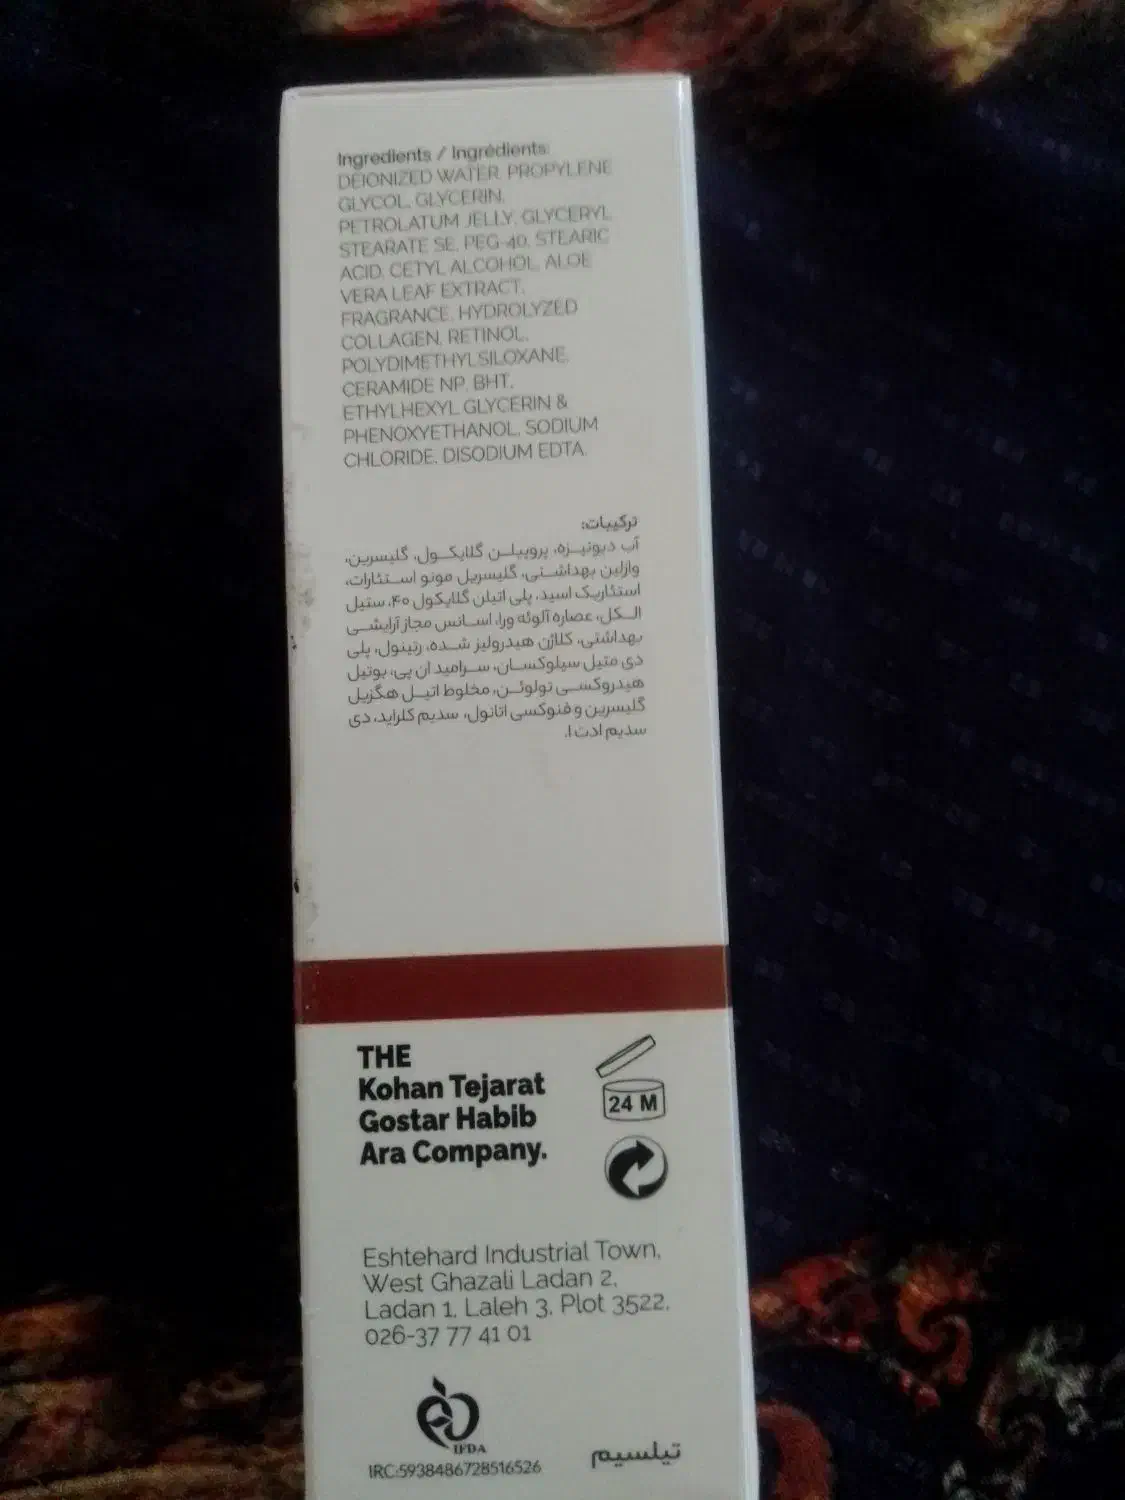 Ingredients / Ingrédients:
DEIONIZED WATER, PROPYLENE
GLYCOL, GLYCERIN,
PETROLATUM JELLY, GLYCERYL
STEARATE SE, PEG-40, STEARIC
ACID, CETYL ALCOHOL, ALOE
VERA LEAF EXTRACT,
FRAGRANCE, HYDROLYZED
COLLAGEN, RETINOL,
POLYDIMETHYLSILOXANE,
CERAMIDE NP, BHT,
ETHYLHEXYL GLYCERIN &
PHENOXYETHANOL, SODIUM
CHLORIDE, DISODIUM EDTA.
ترکیبات:
آب دیونیزه، پروپیلن گلایکول، گلیسرین،
وازلین بهداشتی، گلیسریل مونو استئارات،
استئاریک اسید، پلی اتیلن گلایکول ۴۰، ستیل
الکل، عصاره آلوئه ورا، اسانس مجاز آرایشی
بهداشتی، کلاژن هیدرولیز شده، رتینول، پلی
دی متیل سیلوکسان، سرامید ان پی، بوتیل
هیدروکسی تولوئن، مخلوط اتیل هگزیل
گلیسرین و فنوکسی اتانول، سدیم کلراید، دی
سدیم ادت ا.
THE
Kohan Tejarat
Gostar Habib
Ara Company.
24 M
Eshtehard Industrial Town,
West Ghazali Ladan 2,
Ladan 1, Laleh 3, Plot 3522,
026-37 77 41 01
IFDA
IRC:5938486728516526
تیلسیم